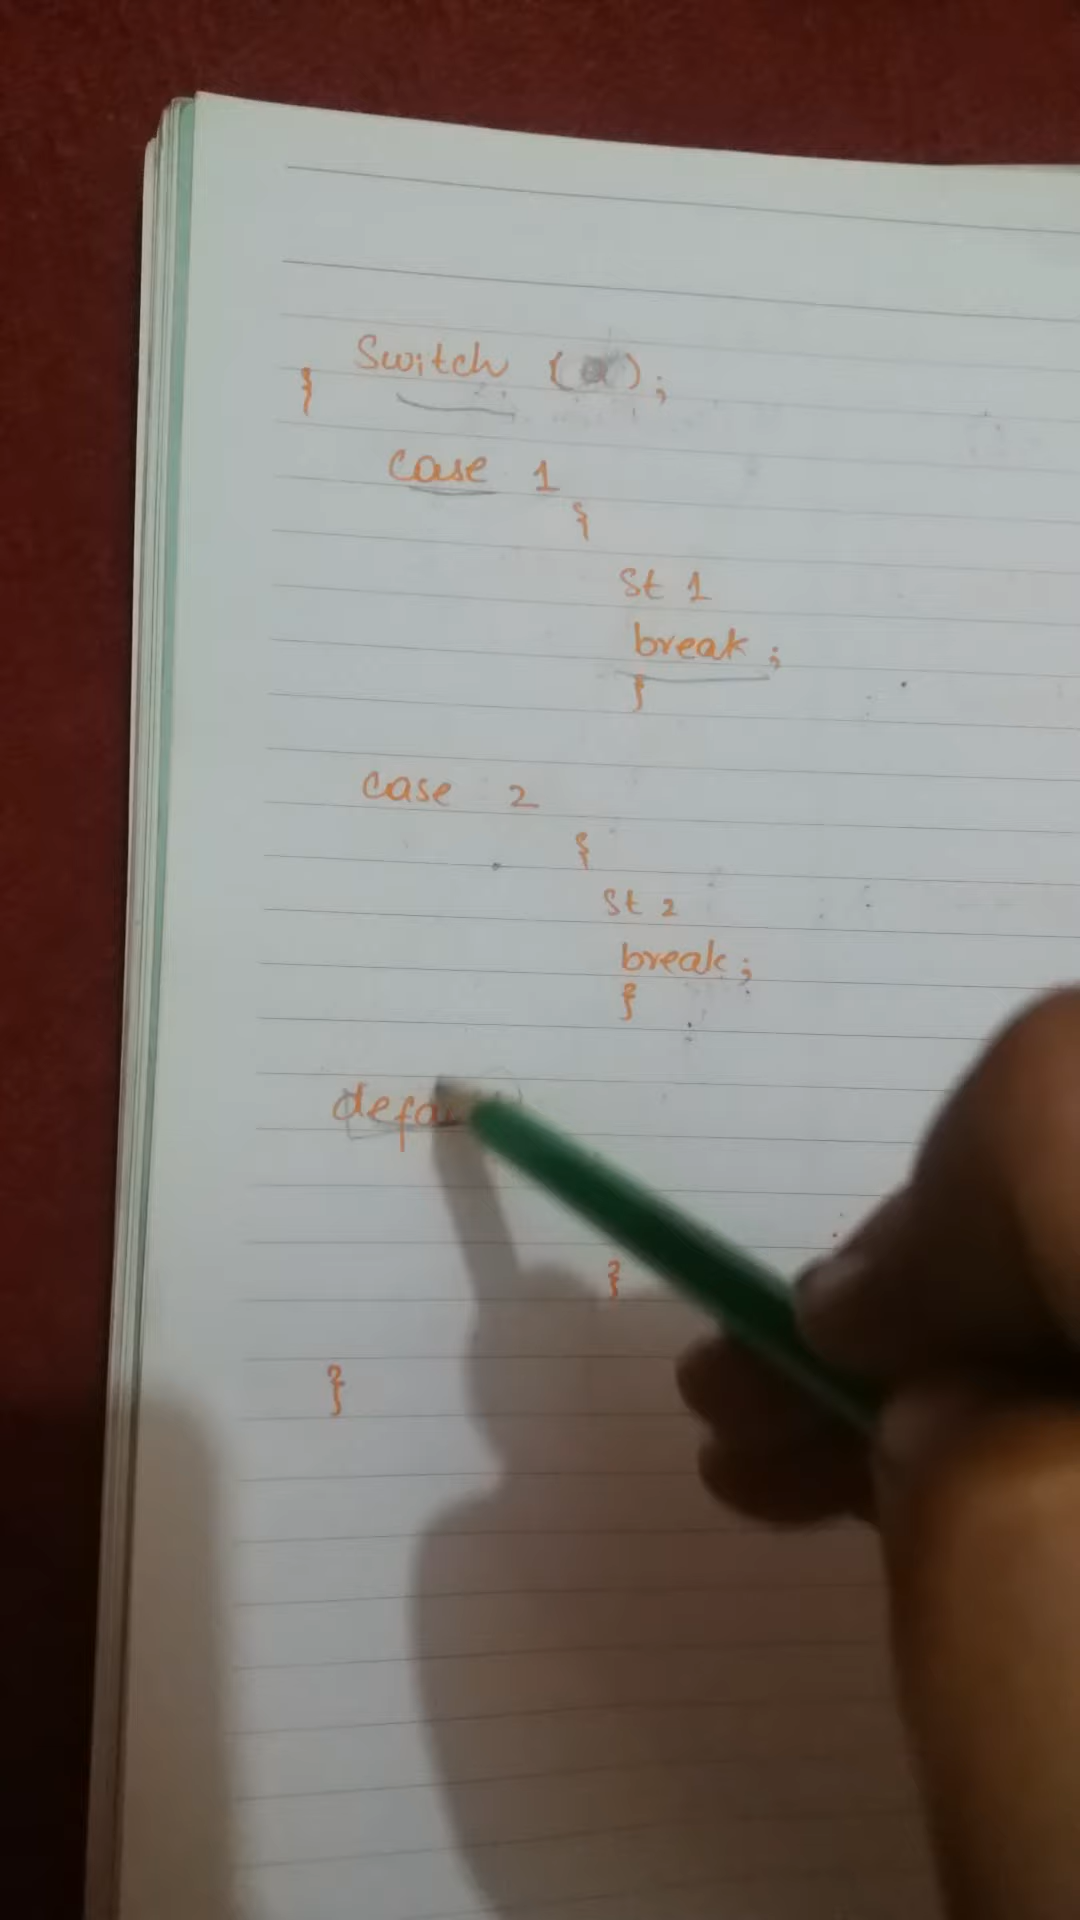 Switch (a);
{
case 1
{
St 1
break;
}
case 2
{
St 2
break;
}
}
}